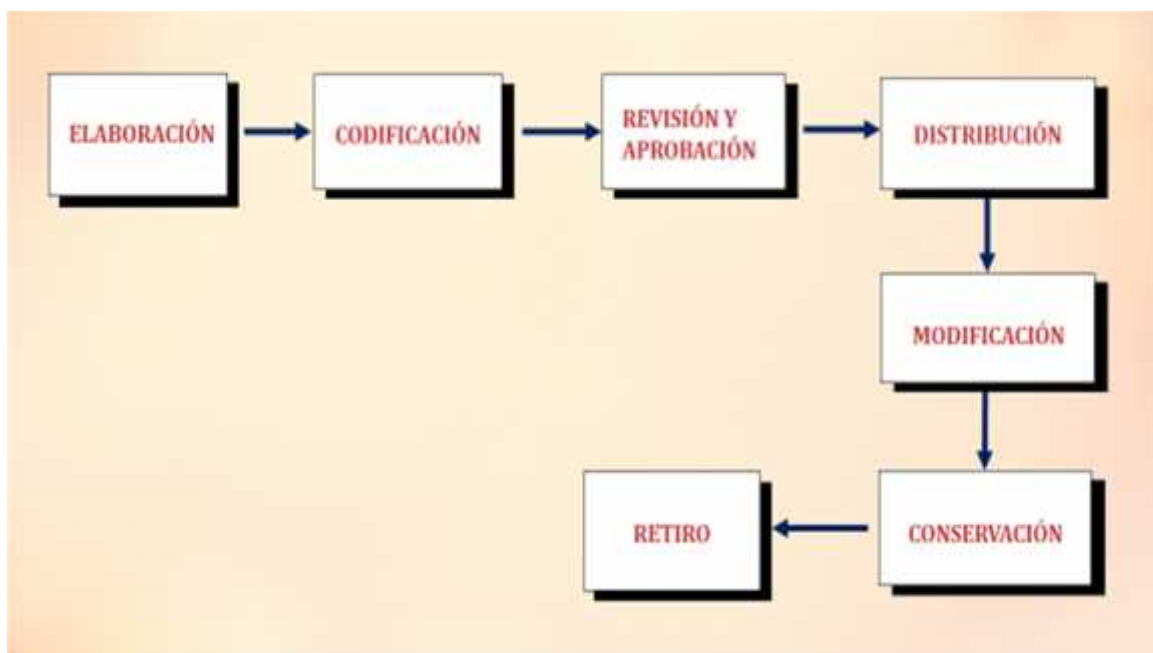 ELABORACIÓN
CODIFICACIÓN
REVISIÓN Y
APROBACIÓN
DISTRIBUCIÓN
MODIFICACIÓN
CONSERVACIÓN
RETIRO